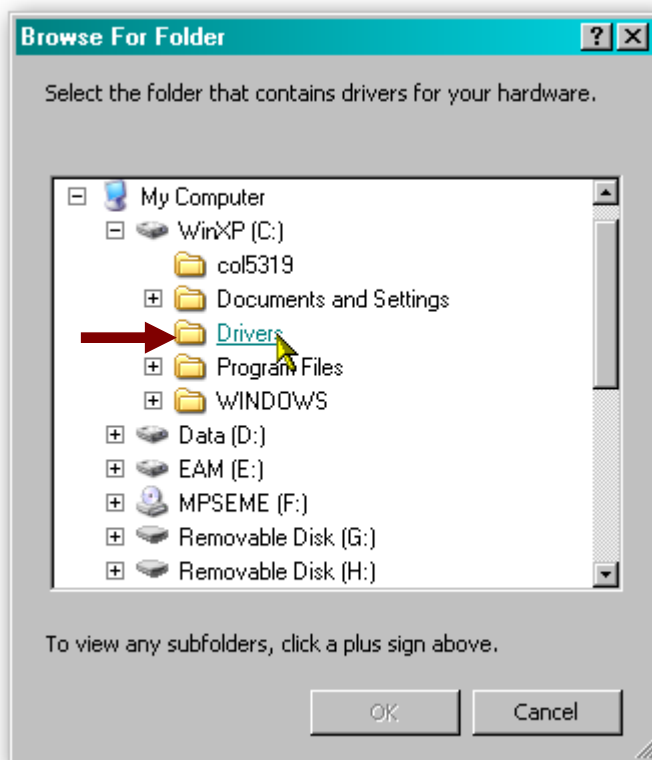 Browse For Folder
Select the folder that contains drivers for your hardware.
My Computer
WinXP (C:)
col5319
Documents and Settings
Drivers
Program Files
WINDOWS
Data (D:)
EAM (E:)
MPSEME (F:)
Removable Disk (G:)
Removable Disk (H:)
To view any subfolders, click a plus sign above.
OK Cancel